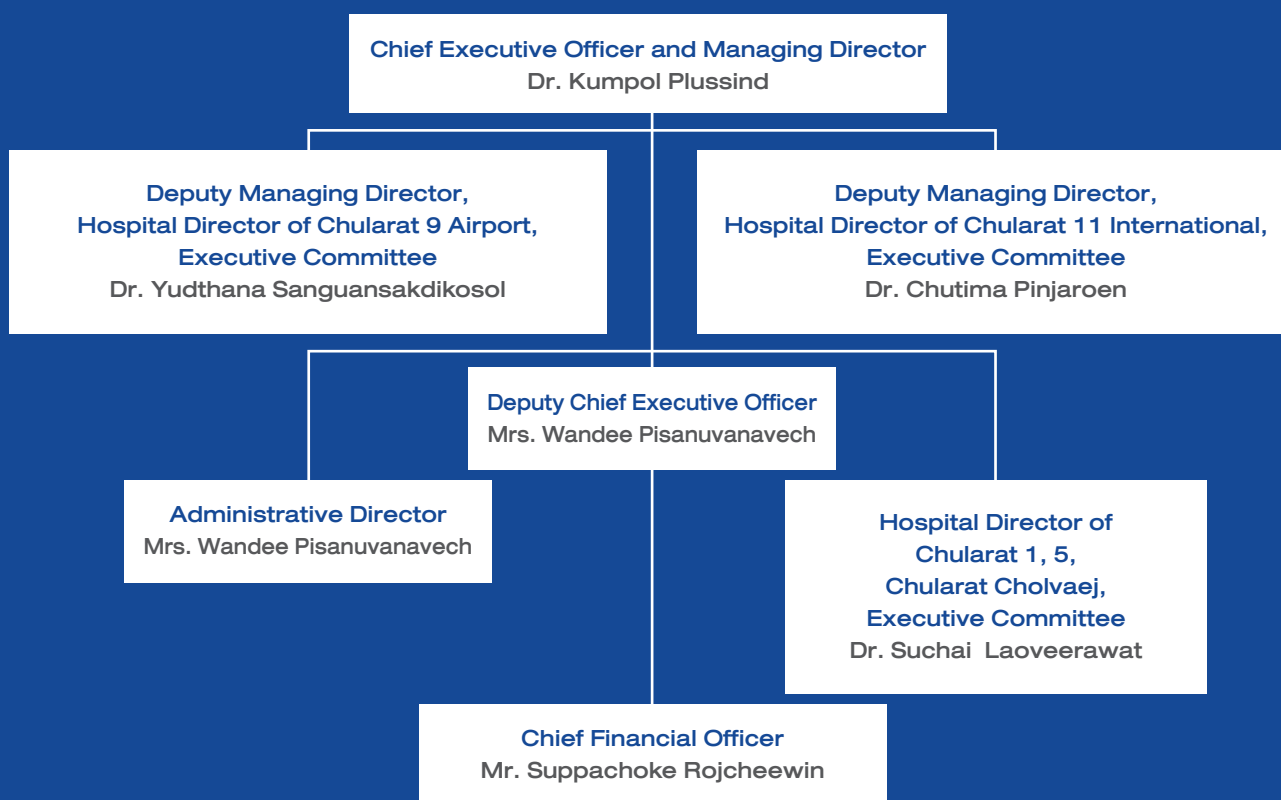 Chief Executive Officer and Managing Director
Dr. Kumpol Plussind
Deputy Managing Director,
Hospital Director of Chularat 9 Airport,
Executive Committee
Dr. Yudthana Sanguansakdikosol
Deputy Managing Director,
Hospital Director of Chularat 11 International,
Executive Committee
Dr. Chutima Pinjaroen
Deputy Chief Executive Officer
Mrs. Wandee Pisanuvanavech
Administrative Director
Mrs. Wandee Pisanuvanavech
Hospital Director of
Chularat 1, 5,
Chularat Cholvaej,
Executive Committee
Dr. Suchai Laoveerawat
Chief Financial Officer
Mr. Suppachoke Rojcheewin